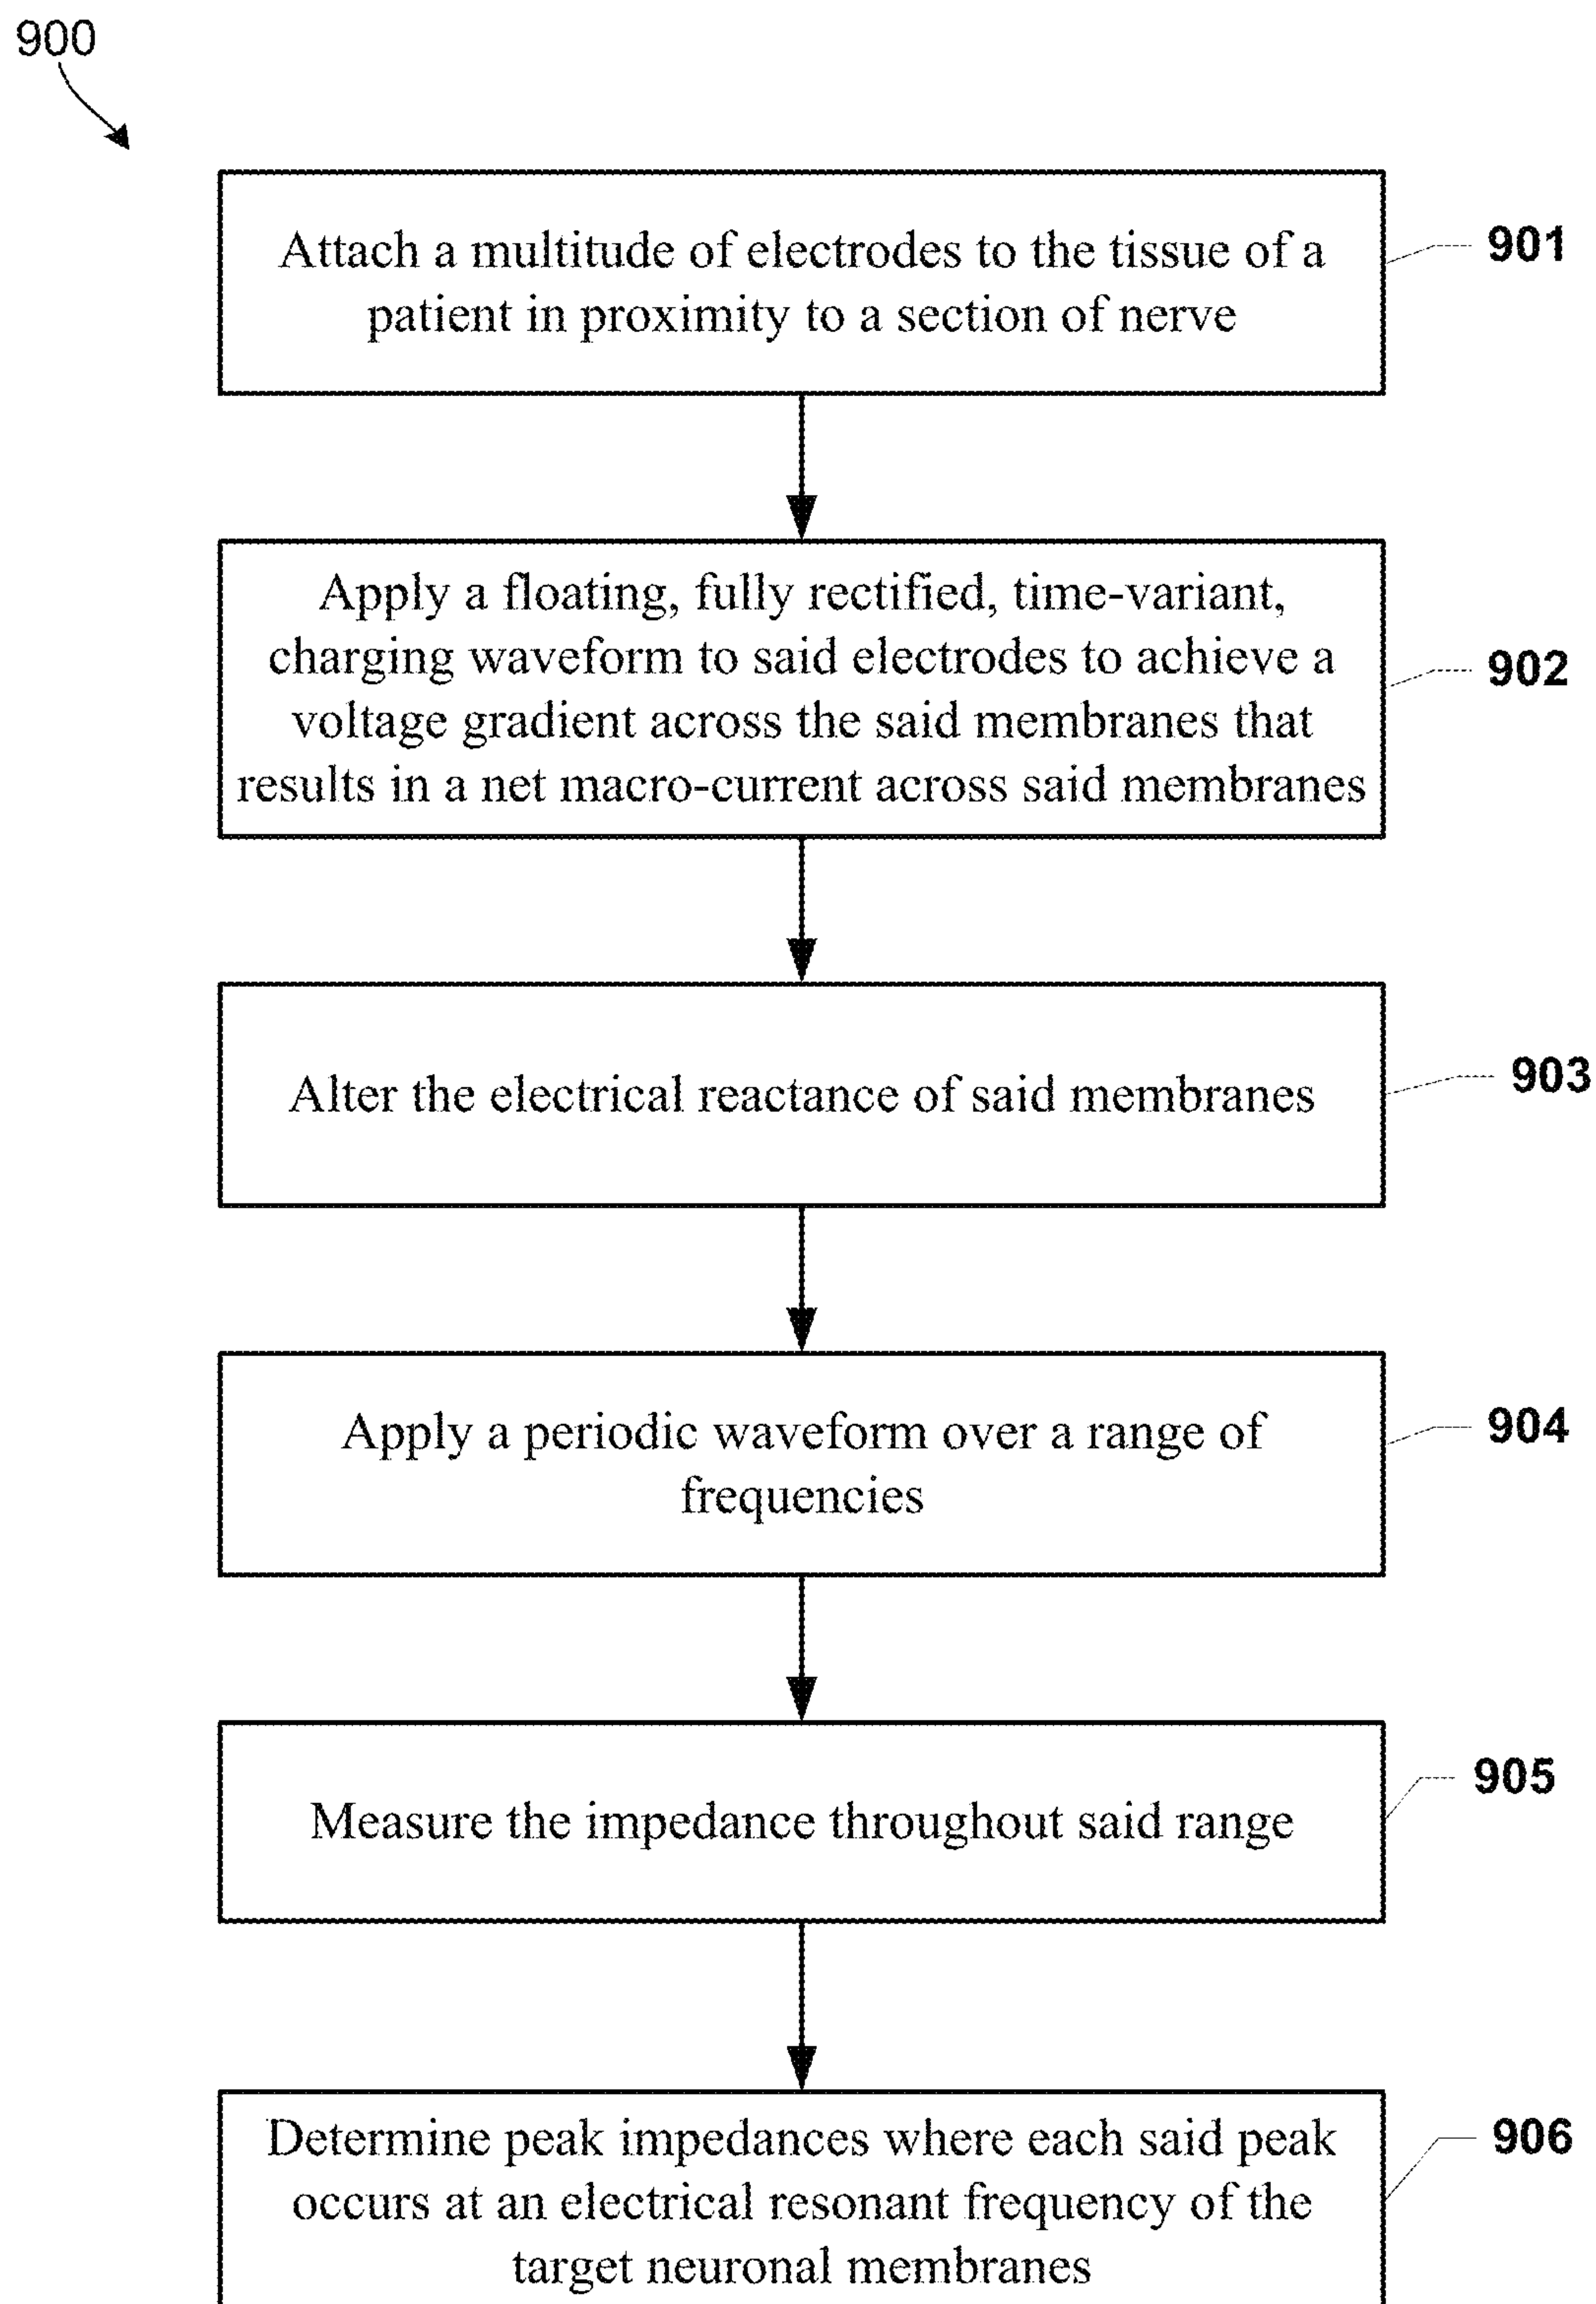 900
Attach a multitude of electrodes to the tissue of a
patient in proximity to a section of nerve
901
Apply a floating, fully rectified, time-variant,
charging waveform to said electrodes to achieve a
voltage gradient across the said membranes that
results in a net macro-current across said membranes
902
Alter the electrical reactance of said membranes
903
Apply a periodic waveform over a range of
frequencies
904
Measure the impedance throughout said range
905
Determine peak impedances where each said peak
occurs at an electrical resonant frequency of the
target neuronal membranes
906